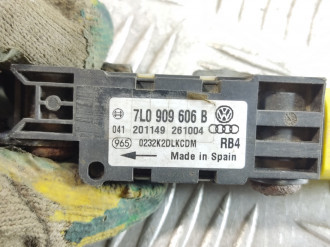 7L0 909 606 B
041 201149 261004
965 0232K2DLKCDM RB4
Made in Spain